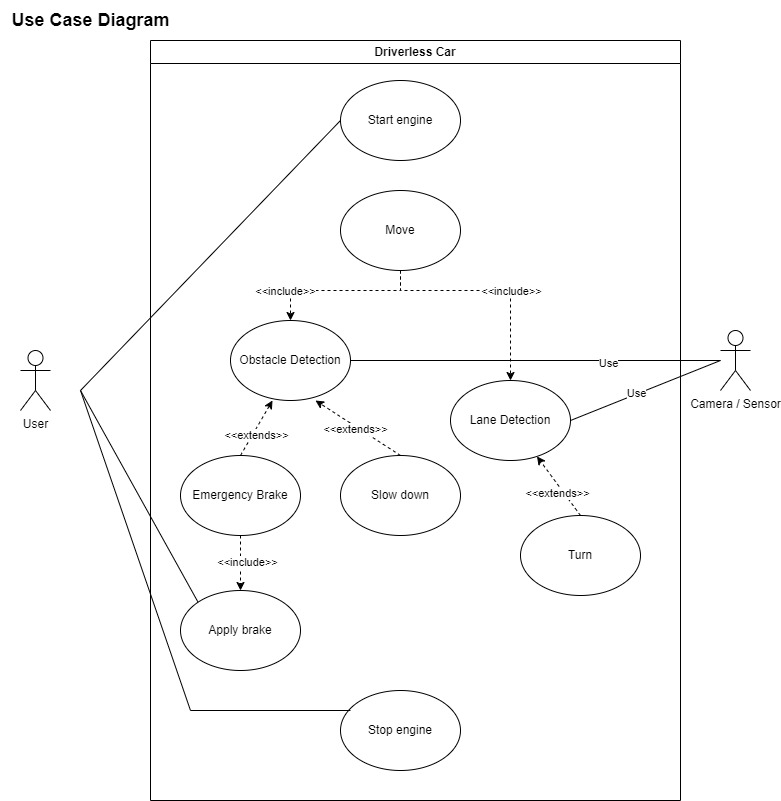 Use Case Diagram
Driverless Car
Start engine
Move
<<include>>
<<include>>
Obstacle Detection
Use
Use
User
Camera / Sensor
Lane Detection
<<extends>>
<<extends>>
Emergency Brake
Slow down
<<extends>>
Turn
<<include>>
Apply brake
Stop engine